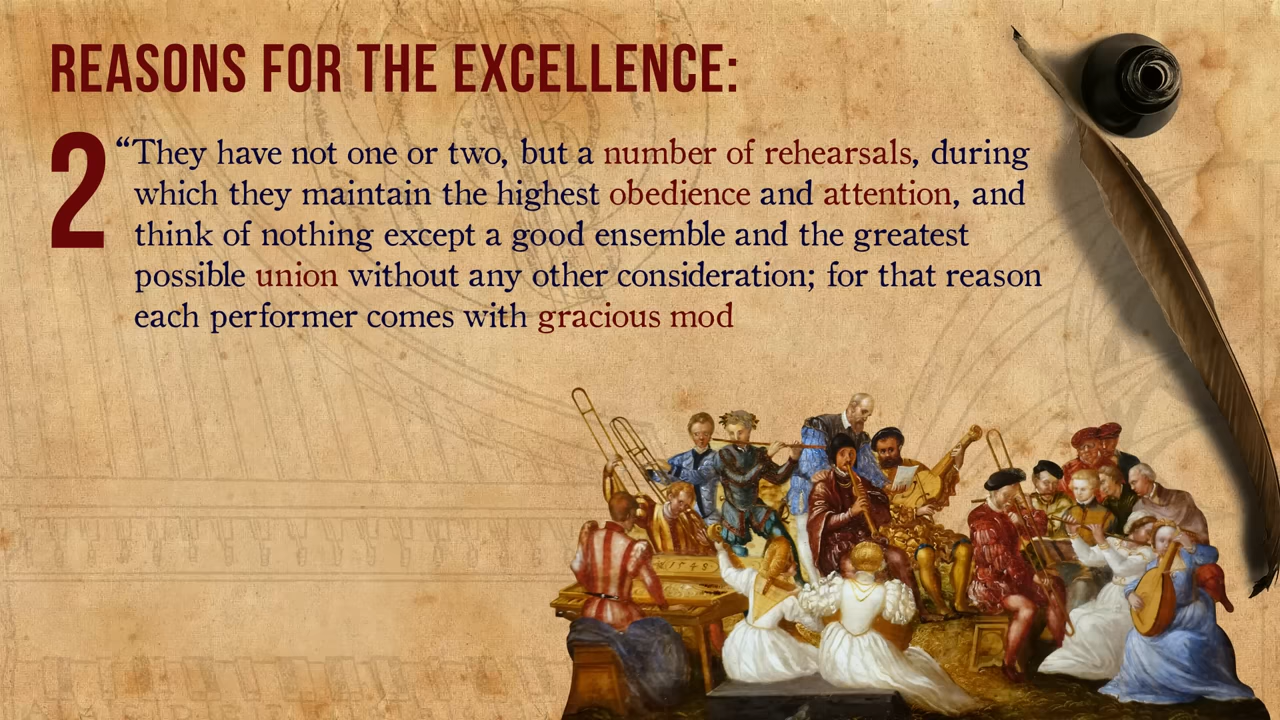 REASONS FOR THE EXCELLENCE:
2 “They have not one or two, but a number of rehearsals, during
which they maintain the highest obedience and attention, and
think of nothing except a good ensemble and the greatest
possible union without any other consideration; for that reason
each performer comes with gracious mod
1548